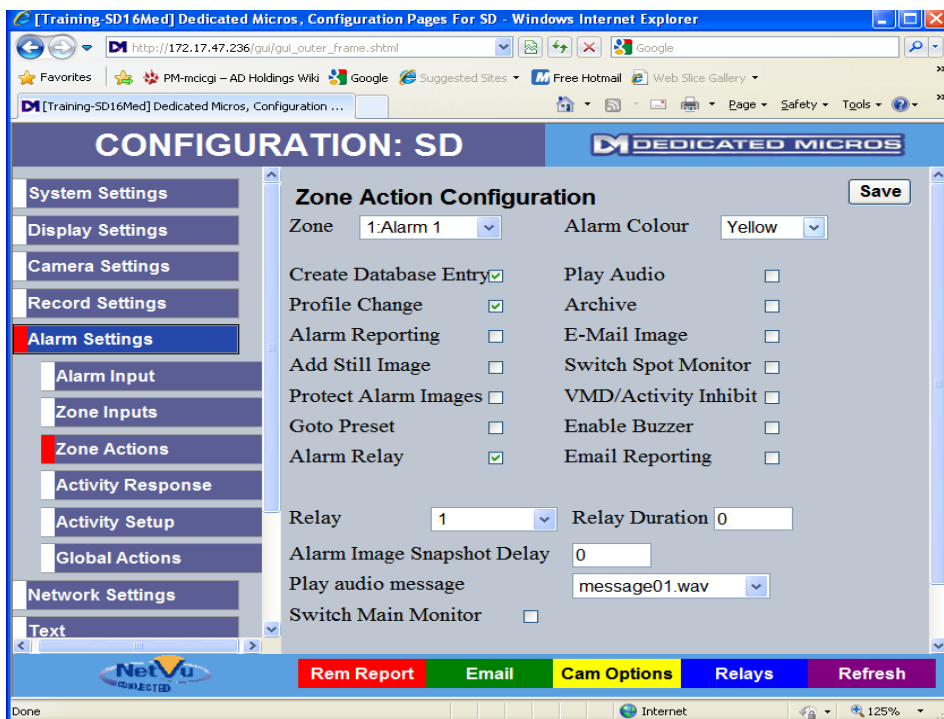 [Training-SD16Med] Dedicated Micros, Configuration Pages For SD - Windows Internet Explorer
http://172.17.47.236/gui/gui_outer_frame.shtml
Google
Favorites
PM-mcicgi – AD Holdings Wiki
Google
Suggested Sites
Free Hotmail
Web Slice Gallery
[Training-SD16Med] Dedicated Micros, Configuration ...
Page
Safety
Tools
CONFIGURATION: SD
DEDICATED MICROS
System Settings
Display Settings
Camera Settings
Record Settings
Alarm Settings
Alarm Input
Zone Inputs
Zone Actions
Activity Response
Activity Setup
Global Actions
Network Settings
Text
Zone Action Configuration
Save
Zone 1:Alarm 1
Alarm Colour Yellow
Create Database Entry
Play Audio
Profile Change
Archive
Alarm Reporting
E-Mail Image
Add Still Image
Switch Spot Monitor
Protect Alarm Images
VMD/Activity Inhibit
Goto Preset
Enable Buzzer
Alarm Relay
Email Reporting
Relay 1
Relay Duration 0
Alarm Image Snapshot Delay 0
Play audio message message01.wav
Switch Main Monitor
NetVu
CONNECTED
Rem Report
Email
Cam Options
Relays
Refresh
Done
Internet
125%